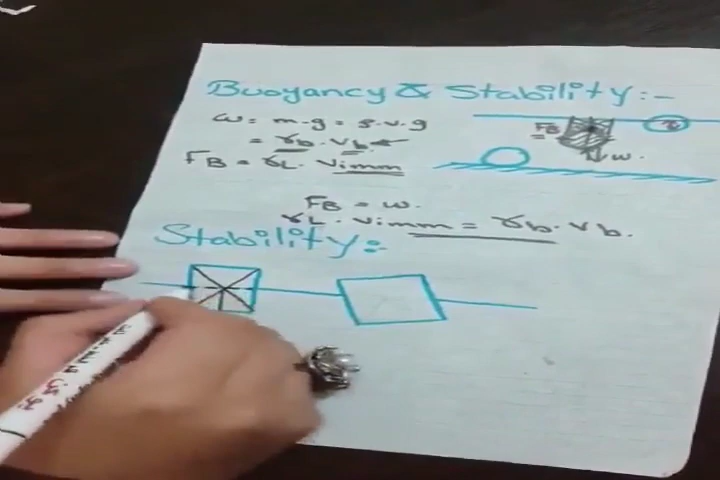 Buoyancy & Stability:-
w = m.g = ρ.v.g
= γb . vb
FB = γL . Vimm
FB
w.
FB = w.
γL . vimm = γb . vb.
Stability:-